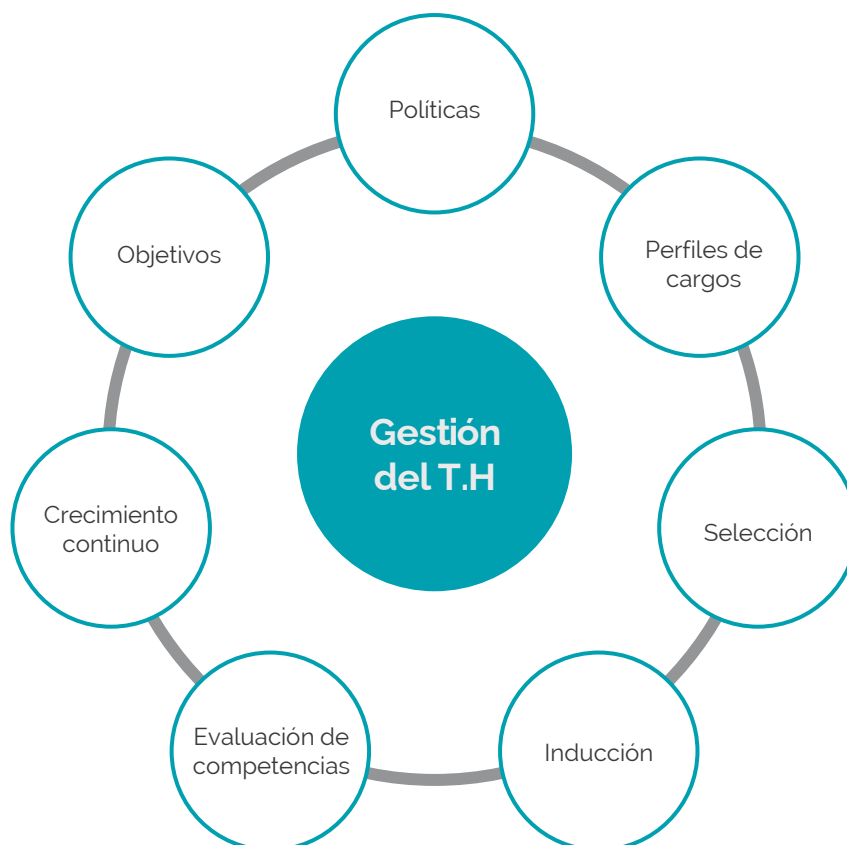 Políticas
Perfiles de
cargos
Selección
Inducción
Evaluación de
competencias
Crecimiento
continuo
Objetivos
Gestión
del T.H